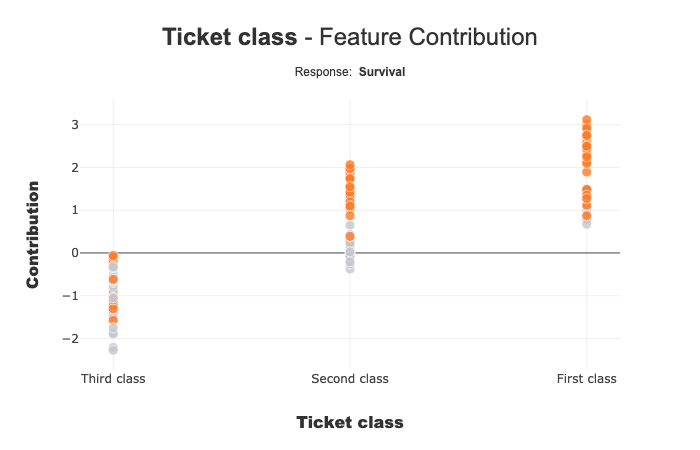 Ticket class - Feature Contribution
Response: Survival
Contribution
3
2
1
0
−1
−2
Third class
Second class
First class
Ticket class